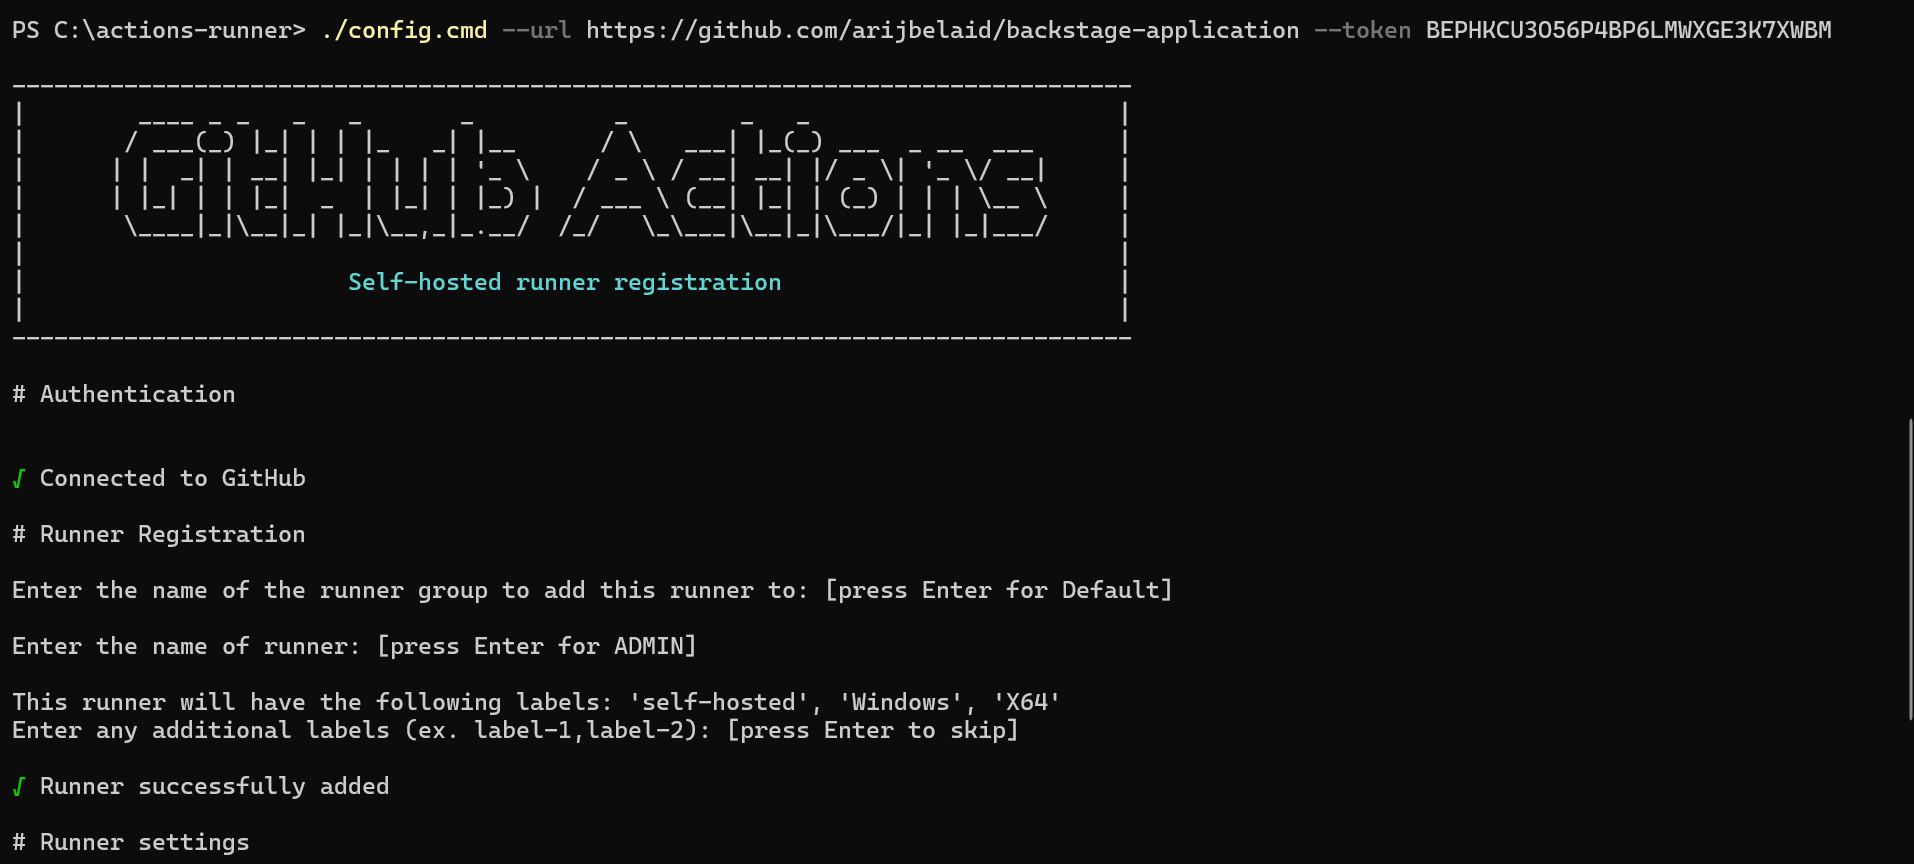 PS C:\actions-runner> ./config.cmd --url https://github.com/arijbelaid/backstage-application --token BEPHKCU3O56P4BP6LMWXGE3K7XWBM
GitHub Actions
Self-hosted runner registration
# Authentication
√ Connected to GitHub
# Runner Registration
Enter the name of the runner group to add this runner to: [press Enter for Default]
Enter the name of runner: [press Enter for ADMIN]
This runner will have the following labels: 'self-hosted', 'Windows', 'X64'
Enter any additional labels (ex. label-1,label-2): [press Enter to skip]
√ Runner successfully added
# Runner settings